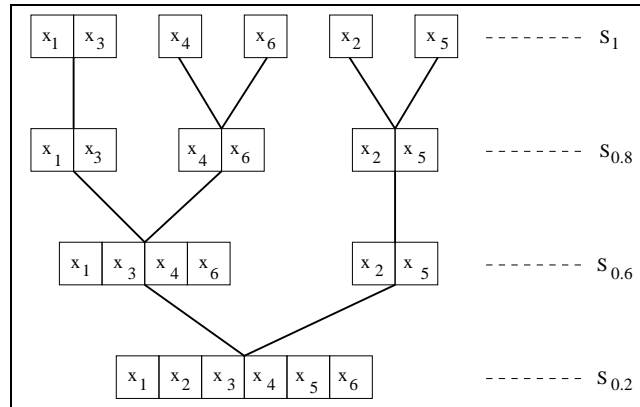 x1 x3 x4 x6 x2 x5 S1
x1 x3 x4 x6 x2 x5 S0.8
x1 x3 x4 x6 x2 x5 S0.6
x1 x2 x3 x4 x5 x6 S0.2